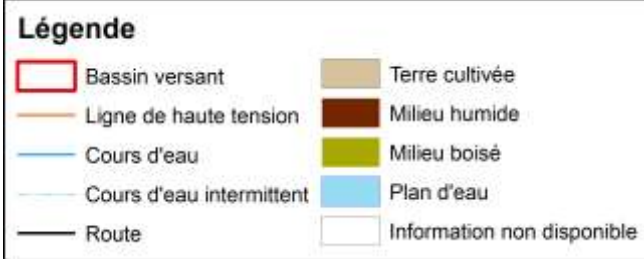 Légende
Bassin versant
Ligne de haute tension
Cours d'eau
Cours d'eau intermittent
Route
Terre cultivée
Milieu humide
Milieu boisé
Plan d'eau
Information non disponible